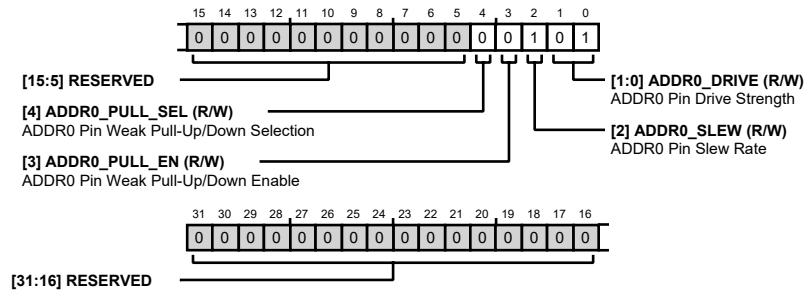 15 14 13 12 11 10 9 8 7 6 5 4 3 2 1 0
0 0 0 0 0 0 0 0 0 0 0 0 0 1 0 1
[15:5] RESERVED
[4] ADDR0_PULL_SEL (R/W)
ADDR0 Pin Weak Pull-Up/Down Selection
[3] ADDR0_PULL_EN (R/W)
ADDR0 Pin Weak Pull-Up/Down Enable
[1:0] ADDR0_DRIVE (R/W)
ADDR0 Pin Drive Strength
[2] ADDR0_SLEW (R/W)
ADDR0 Pin Slew Rate
31 30 29 28 27 26 25 24 23 22 21 20 19 18 17 16
0 0 0 0 0 0 0 0 0 0 0 0 0 0 0 0
[31:16] RESERVED